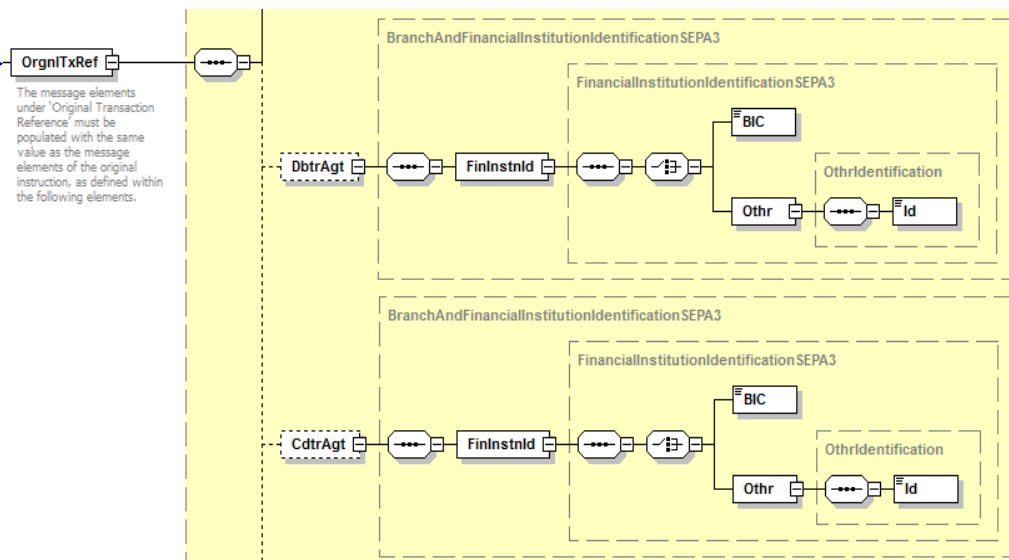 BranchAndFinancialInstitutionIdentificationSEPA3
OrgnlTxRef
FinancialInstitutionIdentificationSEPA3
The message elements
under 'Original Transaction
Reference' must be
populated with the same
value as the message
elements of the original
instruction, as defined within
the following elements.
BIC
DbtrAgt
FinInstnId
OthrIdentification
Othr
Id
BranchAndFinancialInstitutionIdentificationSEPA3
FinancialInstitutionIdentificationSEPA3
BIC
CdtrAgt
FinInstnId
OthrIdentification
Othr
Id